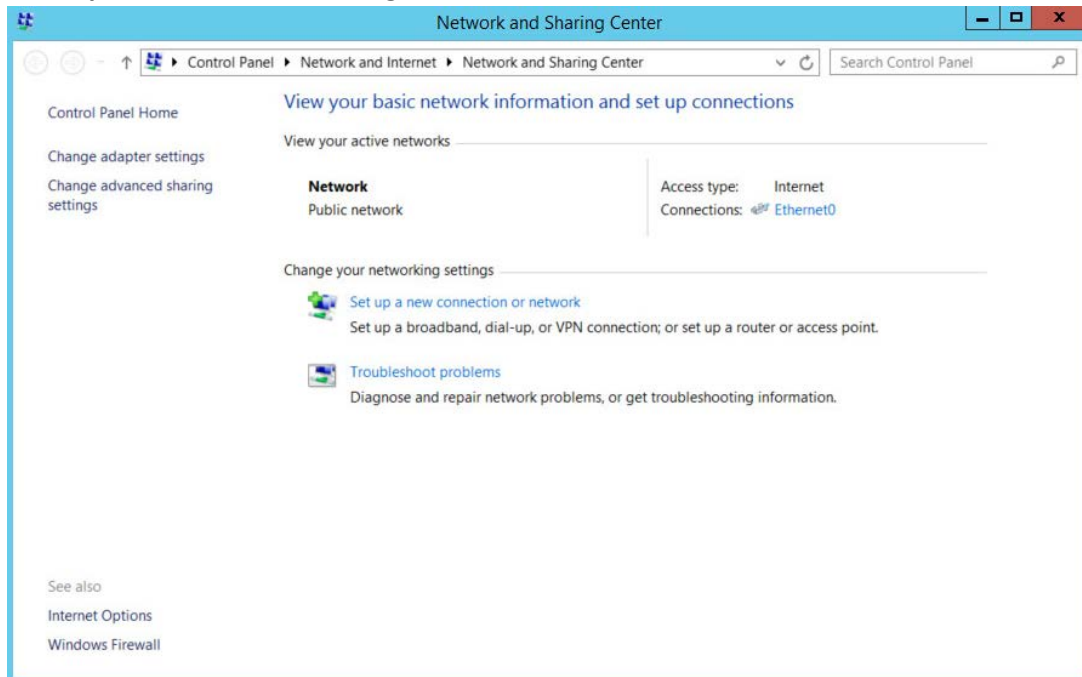 Network and Sharing Center
Control Panel Network and Internet Network and Sharing Center
Search Control Panel
Control Panel Home
Change adapter settings
Change advanced sharing
settings
See also
Internet Options
Windows Firewall
View your basic network information and set up connections
View your active networks
Network
Public network
Access type: Internet
Connections: Ethernet0
Change your networking settings
Set up a new connection or network
Set up a broadband, dial-up, or VPN connection; or set up a router or access point.
Troubleshoot problems
Diagnose and repair network problems, or get troubleshooting information.